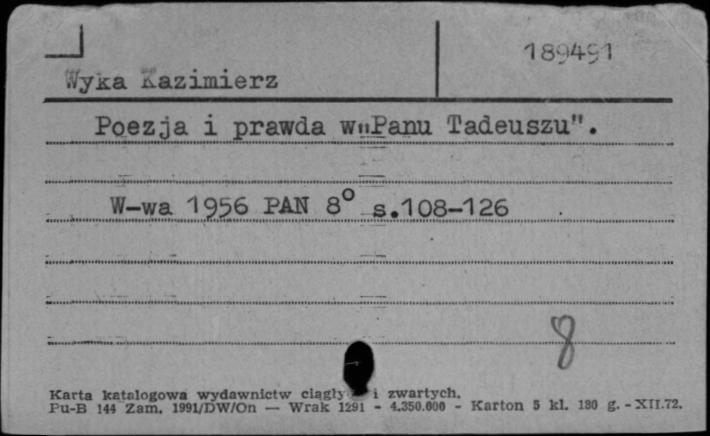 189491
Wyka Kazimierz
Poezja i prawda w„Panu Tadeuszu".
W-wa 1956 PAN 8° s.108-126
8
Karta katalogowa wydawnictw ciągły i zwartych.
Pu-B 144 Zam. 1991/DW/On — Wrak 1291 - 4.350.000 - Karton 5 kl. 180 g. - XII.72.